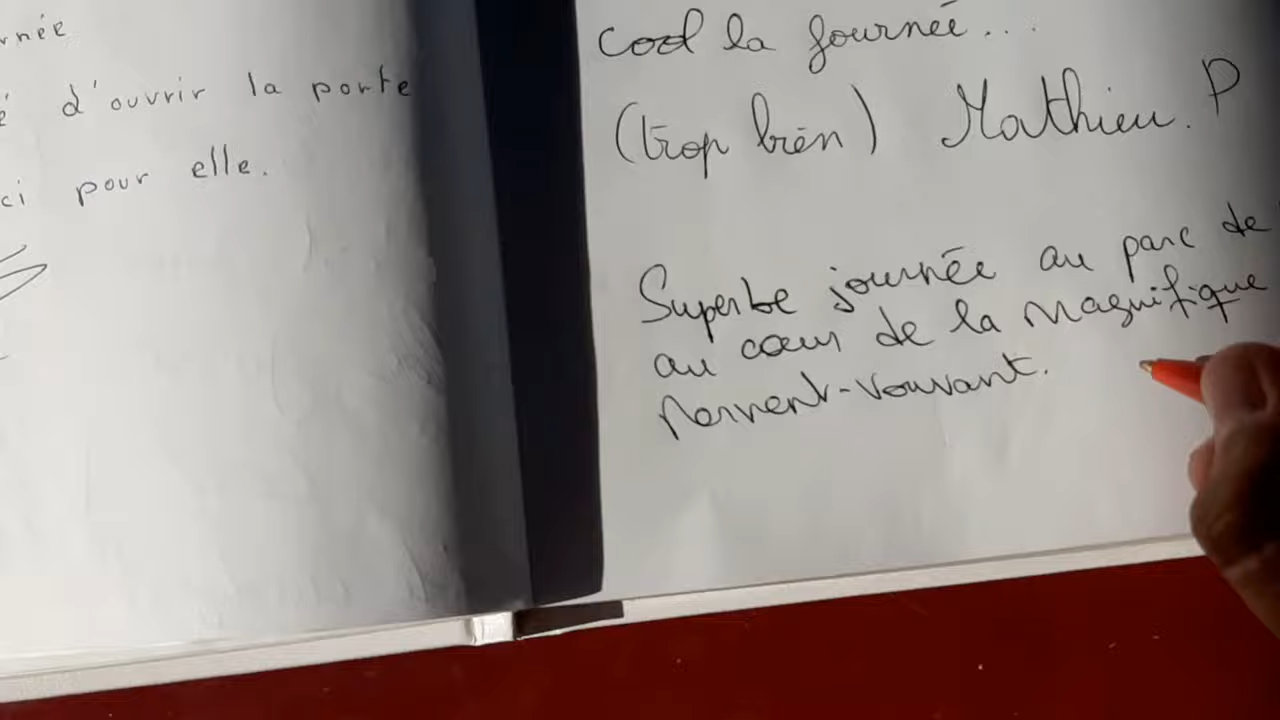 rnée
é d'ouvrir la porte
ci pour elle.
Cool la journée...
(trop bien) Mathieu. P
Superbe journée au parc de
au cœur de la magnifique
Mervent-Vouvant.